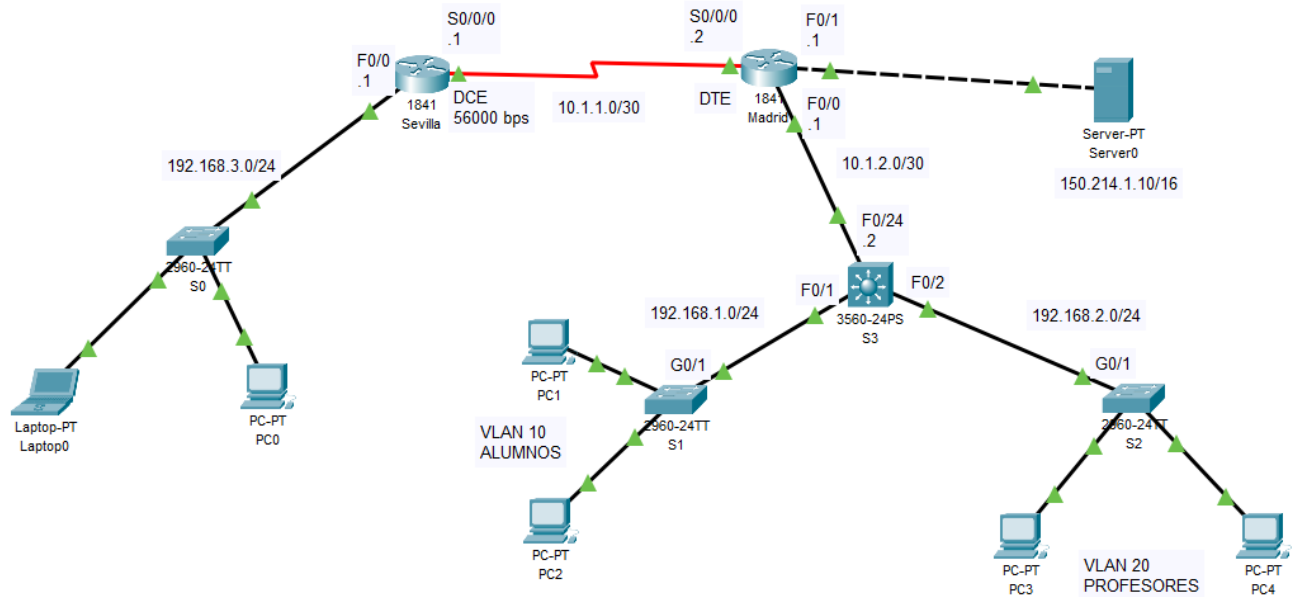 S0/0/0
.1
S0/0/0
.2
F0/1
.1
F0/0
.1
1841
Sevilla
DCE
56000 bps
10.1.1.0/30
DTE
1841
Madrid
F0/0
.1
Server-PT
Server0
150.214.1.10/16
192.168.3.0/24
10.1.2.0/30
2960-24TT
S0
F0/24
.2
F0/1
F0/2
3560-24PS
S3
192.168.1.0/24
192.168.2.0/24
Laptop-PT
Laptop0
PC-PT
PC0
PC-PT
PC1
G0/1
2960-24TT
S1
G0/1
2960-24TT
S2
VLAN 10
ALUMNOS
PC-PT
PC2
PC-PT
PC3
VLAN 20
PROFESORES
PC-PT
PC4